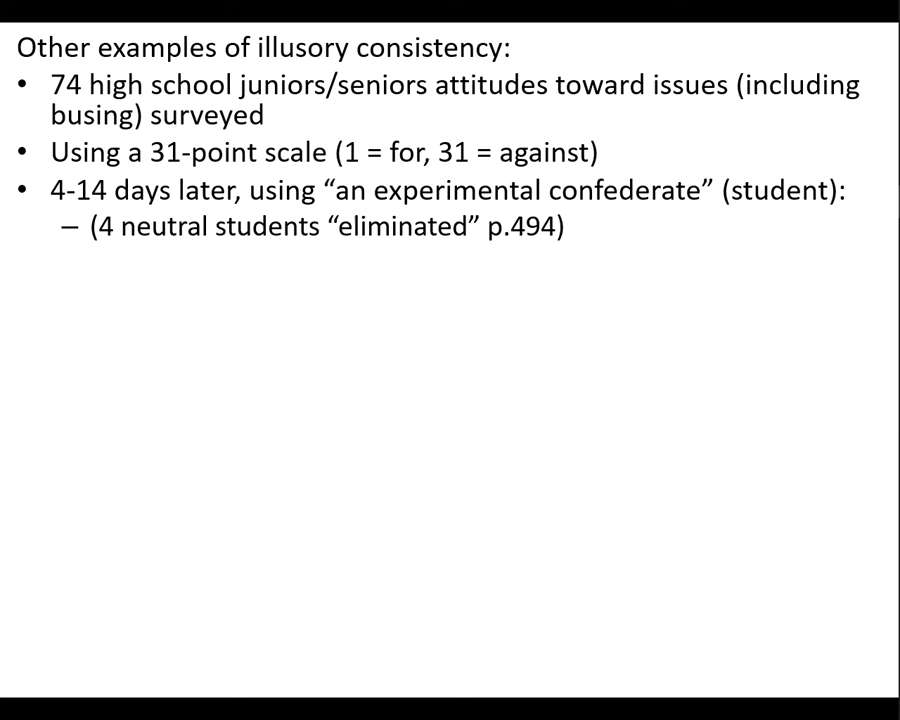 Other examples of illusory consistency:
• 74 high school juniors/seniors attitudes toward issues (including
busing) surveyed
• Using a 31-point scale (1 = for, 31 = against)
• 4-14 days later, using “an experimental confederate” (student):
– (4 neutral students “eliminated” p.494)